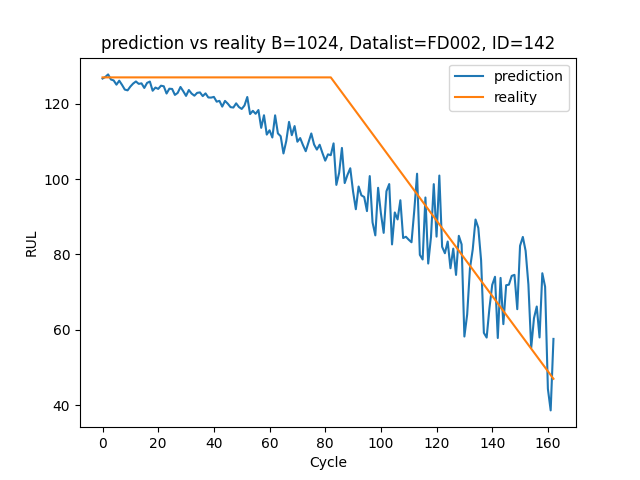 prediction vs reality B=1024, Datalist=FD002, ID=142
prediction
reality
120
100
80
60
40
RUL
0 20 40 60 80 100 120 140 160
Cycle